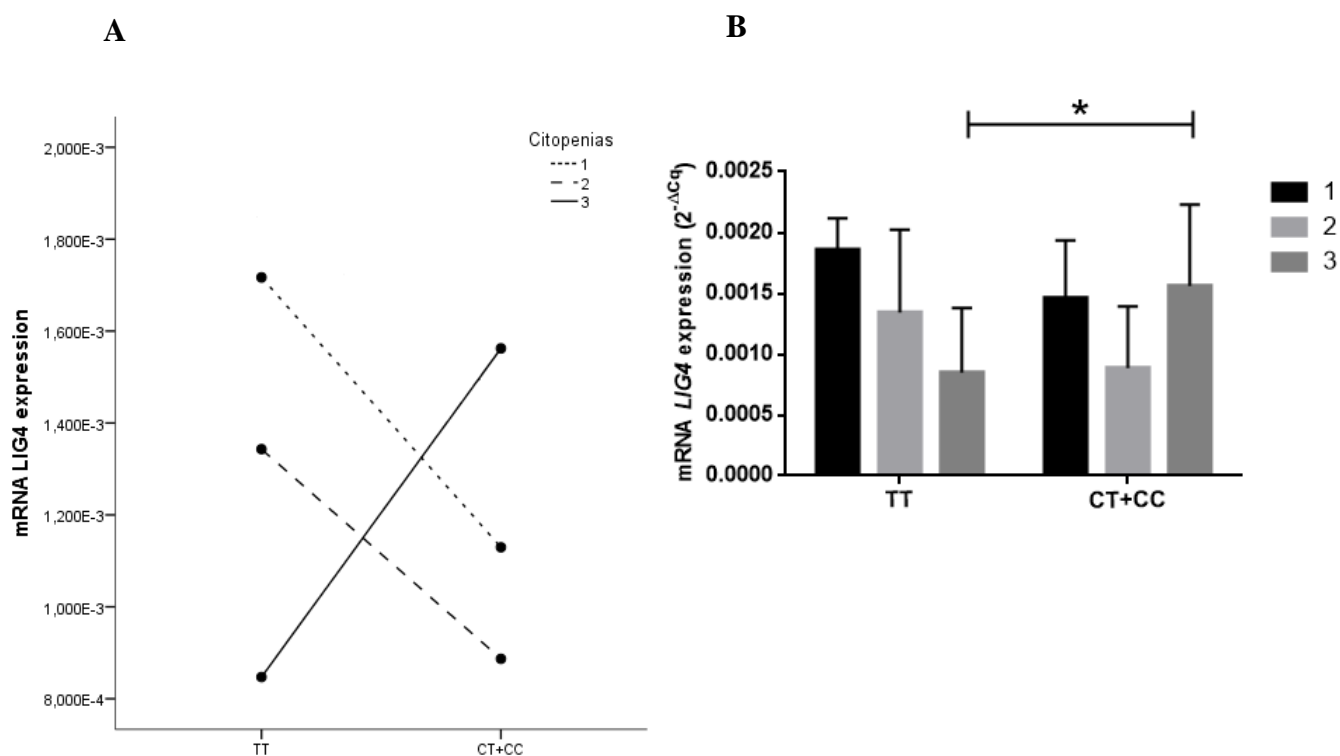 A
mRNA LIG4 expression
2,000E-3
1,800E-3
1,600E-3
1,400E-3
1,200E-3
1,000E-3
8,000E-4
TT
CT+CC
Citopenias
1
2
3
B
*
mRNA LIG4 expression (2^-ΔCq)
0.0025
0.0020
0.0015
0.0010
0.0005
0.0000
TT
CT+CC
1
2
3